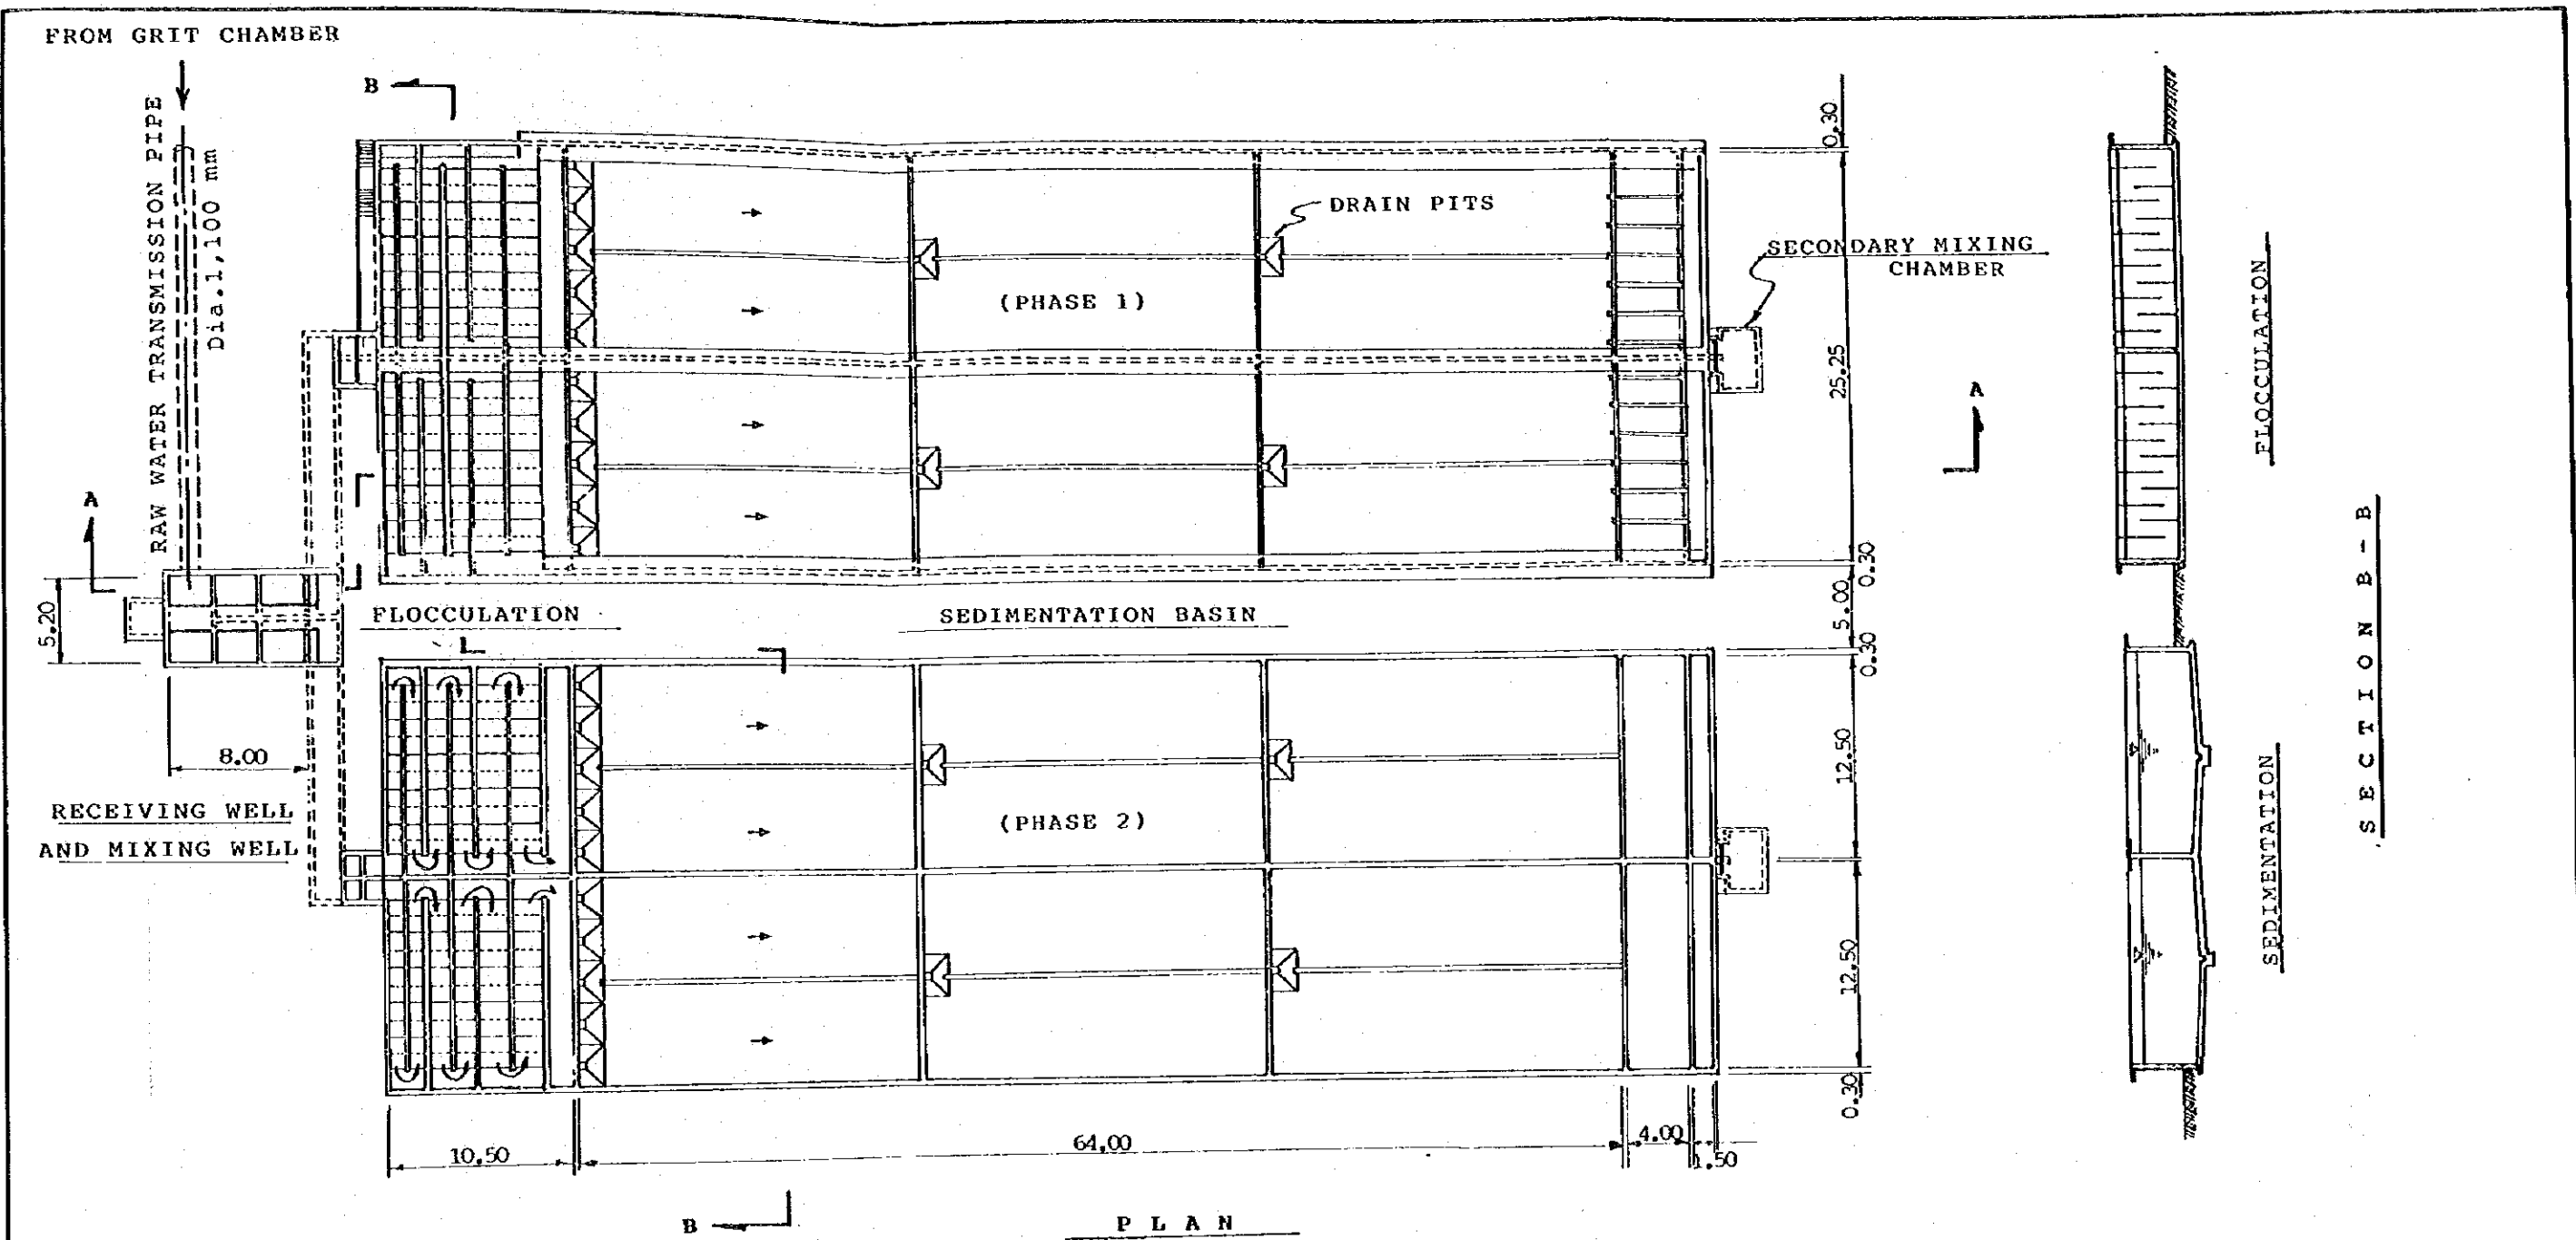 FROM GRIT CHAMBER
RAW WATER TRANSMISSION PIPE
Dia.1,100 mm
B
A
5.20
8.00
RECEIVING WELL
AND MIXING WELL
DRAIN PITS
(PHASE 1)
SECONDARY MIXING
CHAMBER
FLOCCULATION
SEDIMENTATION BASIN
(PHASE 2)
0.30
25.25
0.30
5.00
0.30
12.50
12.50
0.30
A
10,50
64,00
4.00
1.50
B
PLAN
FLOCCULATION
SEDIMENTATION
SECTION B-B